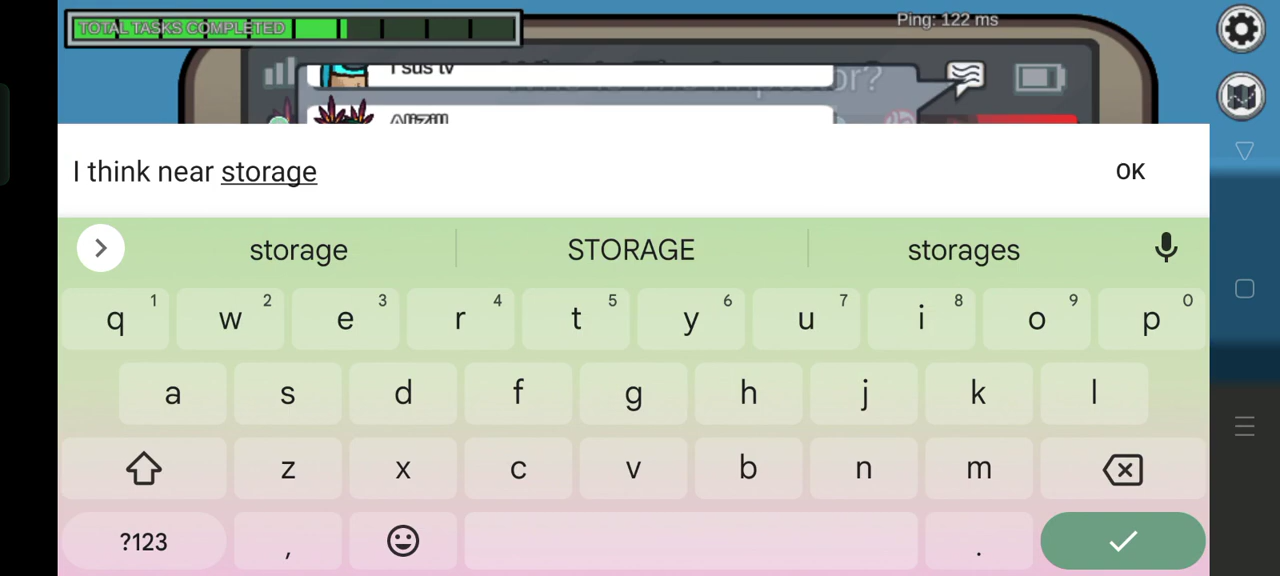 TOTAL TASKS COMPLETED
Ping: 122 ms
I sus tv
Alizill
I think near storage
OK
storage STORAGE storages
q 1 w 2 e 3 r 4 t 5 y 6 u 7 i 8 o 9 p 0
a s d f g h j k l
z x c v b n m
?123 , .